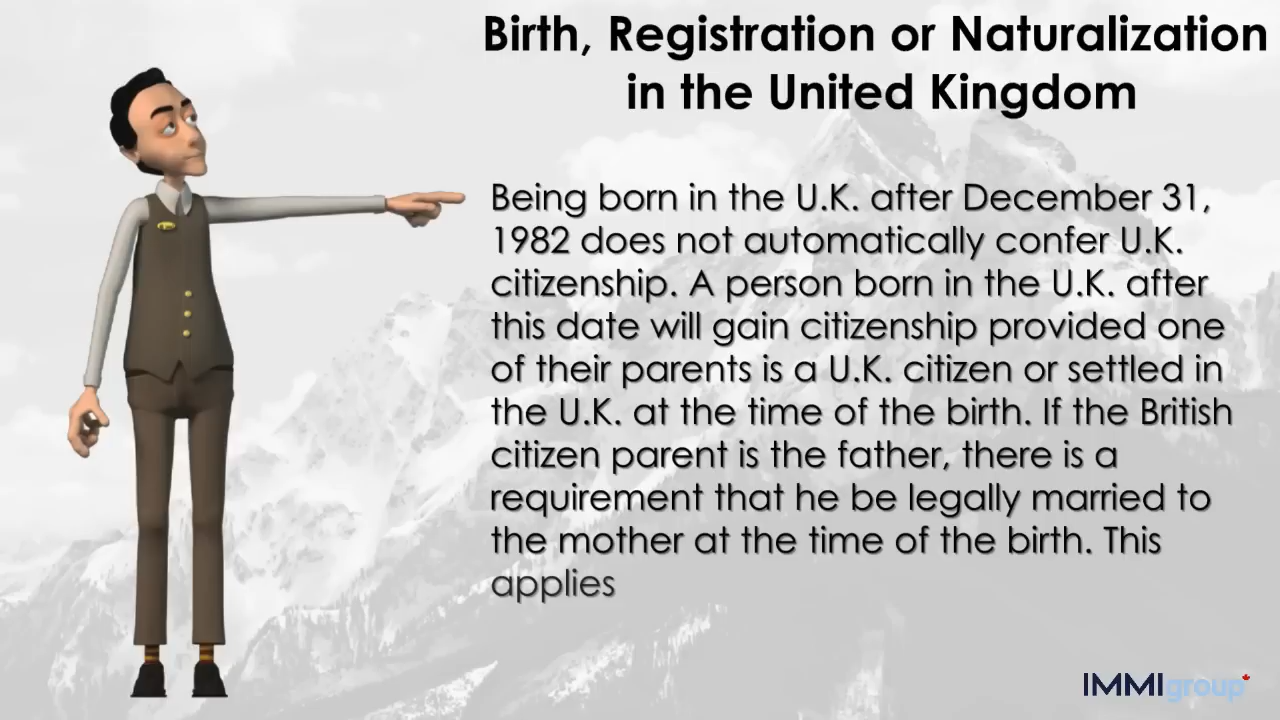 Birth, Registration or Naturalization
in the United Kingdom
Being born in the U.K. after December 31,
1982 does not automatically confer U.K.
citizenship. A person born in the U.K. after
this date will gain citizenship provided one
of their parents is a U.K. citizen or settled in
the U.K. at the time of the birth. If the British
citizen parent is the father, there is a
requirement that he be legally married to
the mother at the time of the birth. This
applies
IMMIgroup